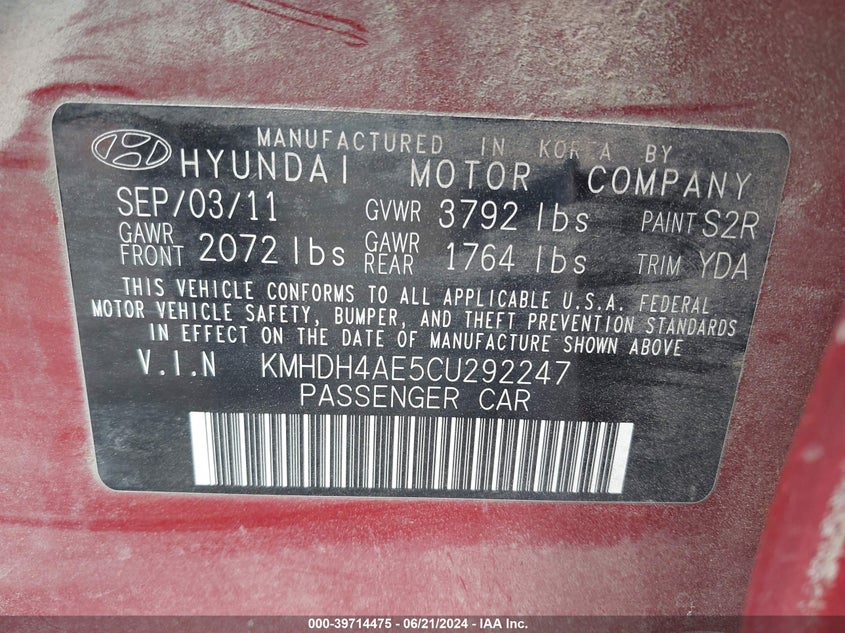 MANUFACTURED IN KOREA BY
HYUNDAI MOTOR COMPANY
SEP/03/11 GVWR 3792 lbs PAINT S2R
GAWR FRONT 2072 lbs GAWR REAR 1764 lbs TRIM YDA
THIS VEHICLE CONFORMS TO ALL APPLICABLE U.S.A. FEDERAL
MOTOR VEHICLE SAFETY, BUMPER, AND THEFT PREVENTION STANDARDS
IN EFFECT ON THE DATE OF MANUFACTURE SHOWN ABOVE
V.I.N KMHDH4AE5CU292247
PASSENGER CAR
000-39714475 - 06/21/2024 - IAA Inc.